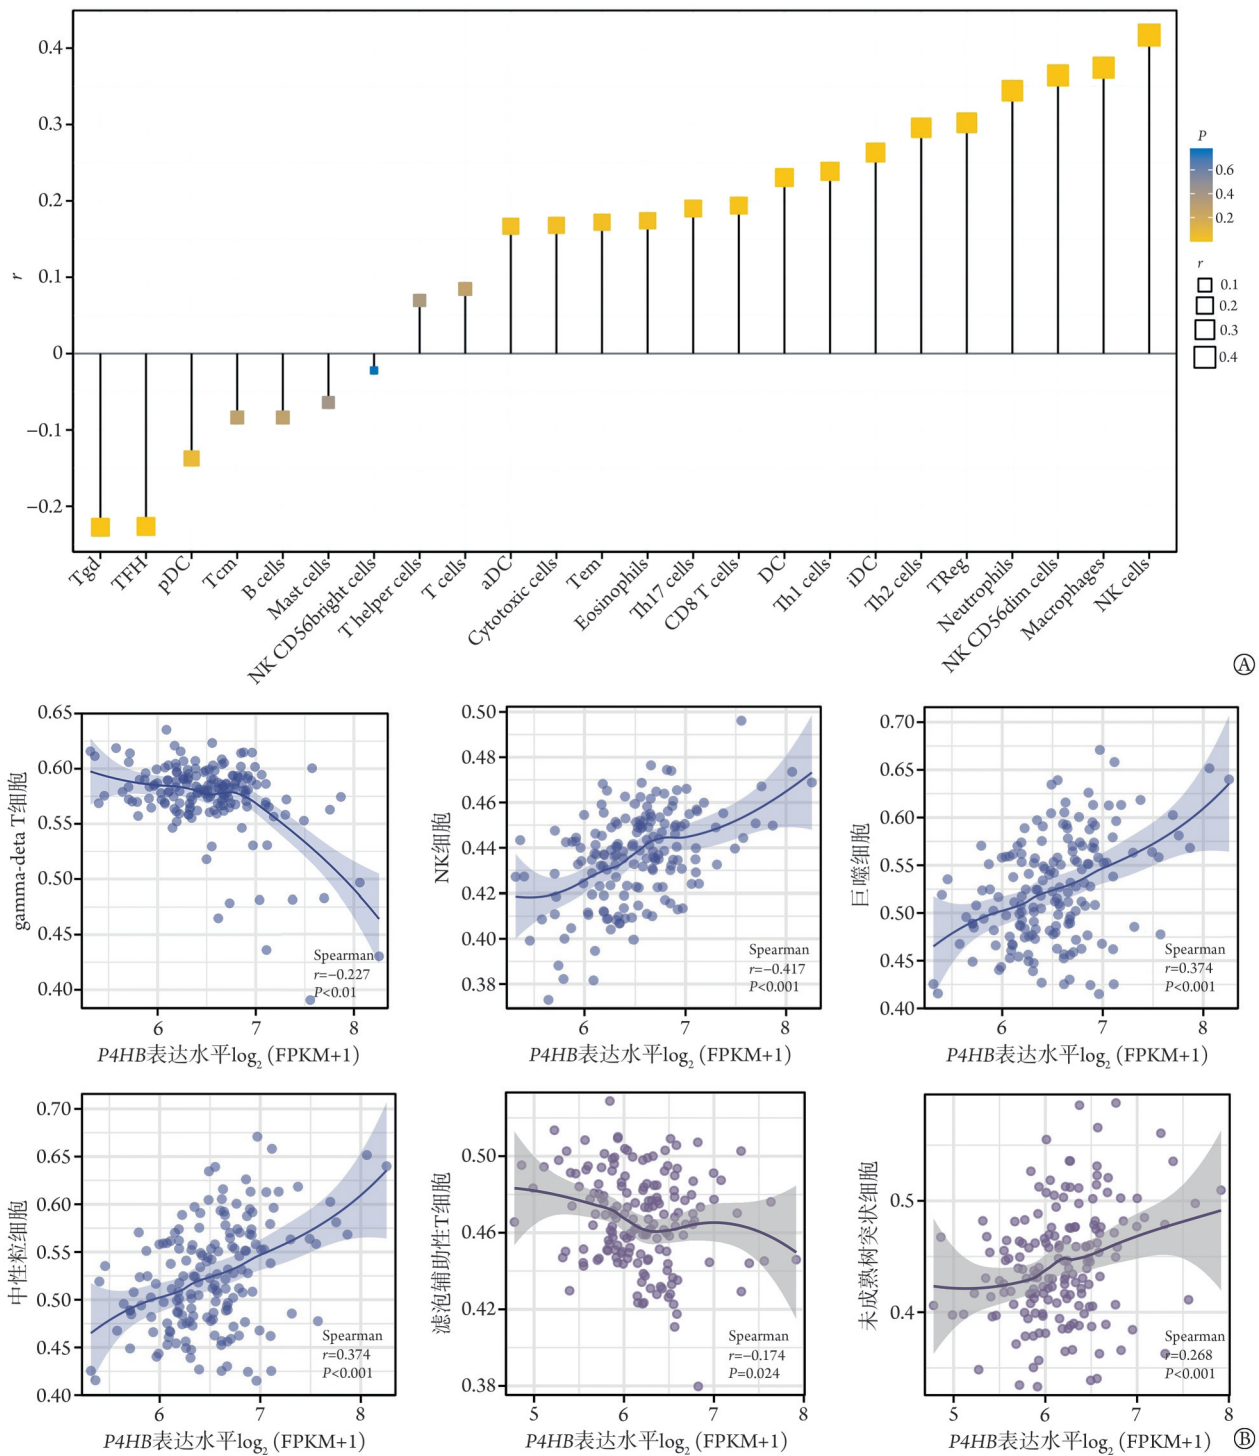 0.4
0.3
0.2
0.1
0
−0.1
−0.2
r
P
0.6
0.4
0.2
r
0.1
0.2
0.3
0.4
Tgd
TFH
pDC
Tcm
B cells
Mast cells
NK CD56bright cells
T helper cells
T cells
aDC
Cytotoxic cells
Tem
Eosinophils
Th17 cells
CD8 T cells
DC
Th1 cells
iDC
Th2 cells
TReg
Neutrophils
NK CD56dim cells
Macrophages
NK cells
Ⓐ
gamma-deta T细胞
0.65
0.60
0.55
0.50
0.45
0.40
Spearman
r=−0.227
P<0.01
6 7 8
P4HB表达水平log₂ (FPKM+1)
NK细胞
0.50
0.48
0.46
0.44
0.42
0.40
0.38
Spearman
r=−0.417
P<0.001
6 7 8
P4HB表达水平log₂ (FPKM+1)
巨噬细胞
0.70
0.65
0.60
0.55
0.50
0.45
0.40
Spearman
r=0.374
P<0.001
6 7 8
P4HB表达水平log₂ (FPKM+1)
中性粒细胞
0.70
0.65
0.60
0.55
0.50
0.45
0.40
Spearman
r=0.374
P<0.001
6 7 8
P4HB表达水平log₂ (FPKM+1)
滤泡辅助性T细胞
0.50
0.46
0.42
0.38
Spearman
r=−0.174
P=0.024
5 6 7 8
P4HB表达水平log₂ (FPKM+1)
未成熟树突状细胞
0.5
0.4
Spearman
r=0.268
P<0.001
5 6 7 8
P4HB表达水平log₂ (FPKM+1)
Ⓑ